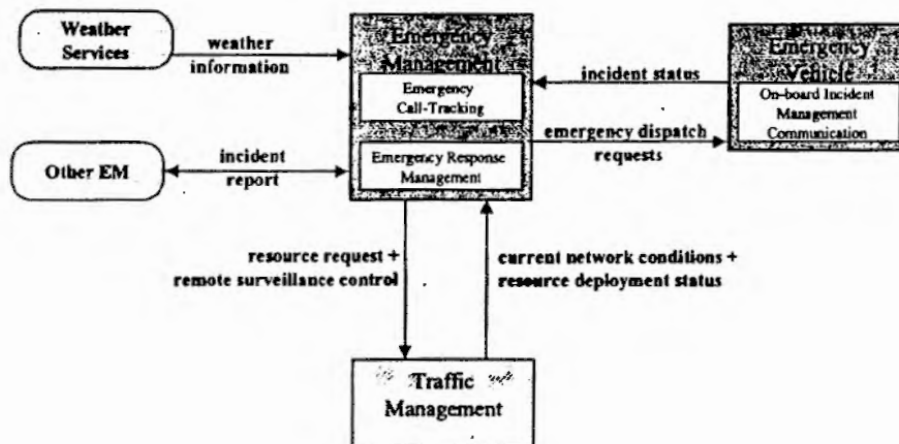 Weather
Services
weather
information
Emergency
Management
Emergency
Call-Tracking
Emergency Response
Management
incident status
emergency dispatch
requests
Emergency
Vehicle
On-board Incident
Management
Communication
Other EM
incident
report
resource request +
remote surveillance control
current network conditions +
resource deployment status
Traffic
Management